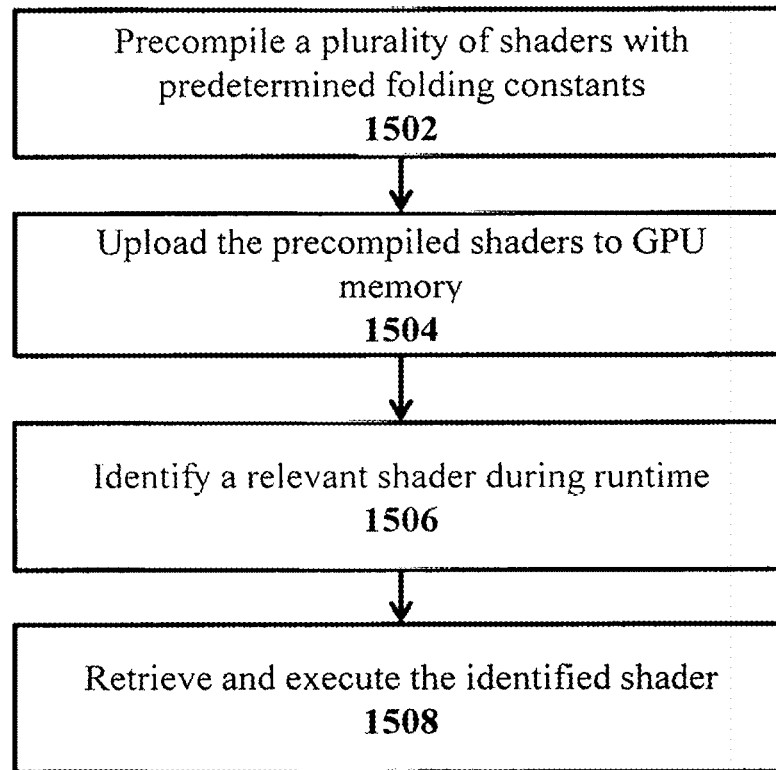 Precompile a plurality of shaders with
predetermined folding constants
1502
Upload the precompiled shaders to GPU
memory
1504
Identify a relevant shader during runtime
1506
Retrieve and execute the identified shader
1508